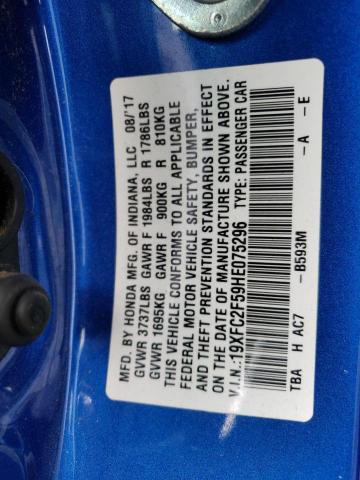 MFD. BY HONDA MFG. OF INDIANA, LLC 08/'17
GVWR 3737LBS GAWR F 1984LBS R 1786LBS
GVWR 1695KG GAWR F 900KG R 810KG
THIS VEHICLE CONFORMS TO ALL APPLICABLE
FEDERAL MOTOR VEHICLE SAFETY, BUMPER,
AND THEFT PREVENTION STANDARDS IN EFFECT
ON THE DATE OF MANUFACTURE SHOWN ABOVE.
V.I.N.:19XFC2F59HE075296 TYPE: PASSENGER CAR
TBA H AC7 -B593M -A -E